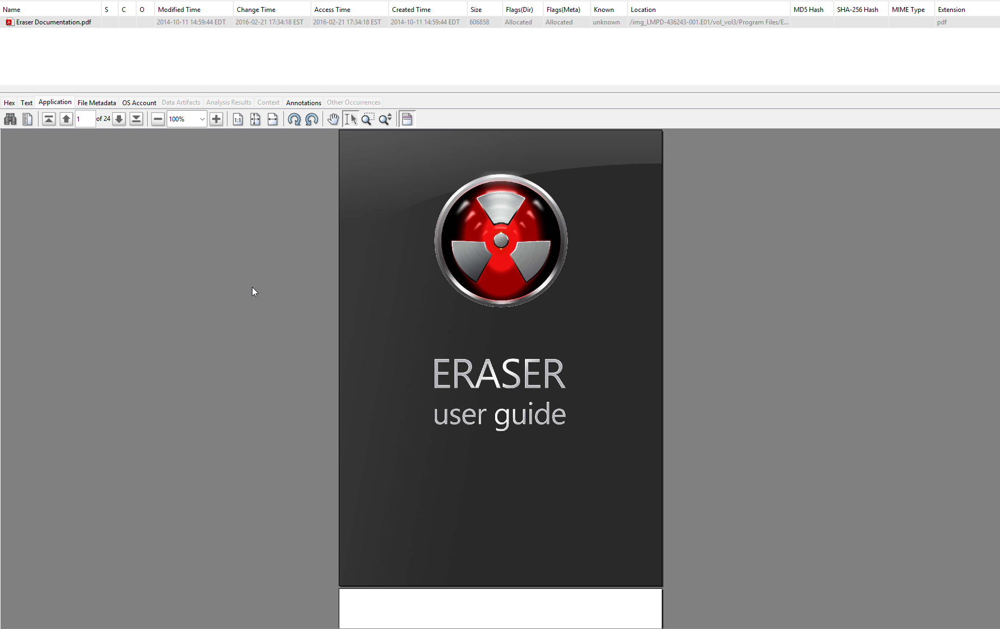 Name S C O Modified Time Change Time Access Time Created Time Size Flags(Dir) Flags(Meta) Known Location MD5 Hash SHA-256 Hash MIME Type Extension
Eraser Documentation.pdf 2014-10-11 14:59:44 EDT 2016-02-21 17:34:18 EST 2016-02-21 17:34:18 EST 2014-10-11 14:59:44 EDT 606858 Allocated Allocated unknown /img_LMPD-436243-001.E01/vol_vol3/Program Files/E... pdf
Hex Text Application File Metadata OS Account Data Artifacts Analysis Results Context Annotations Other Occurrences
1 of 24 100% 1:1
ERASER
user guide